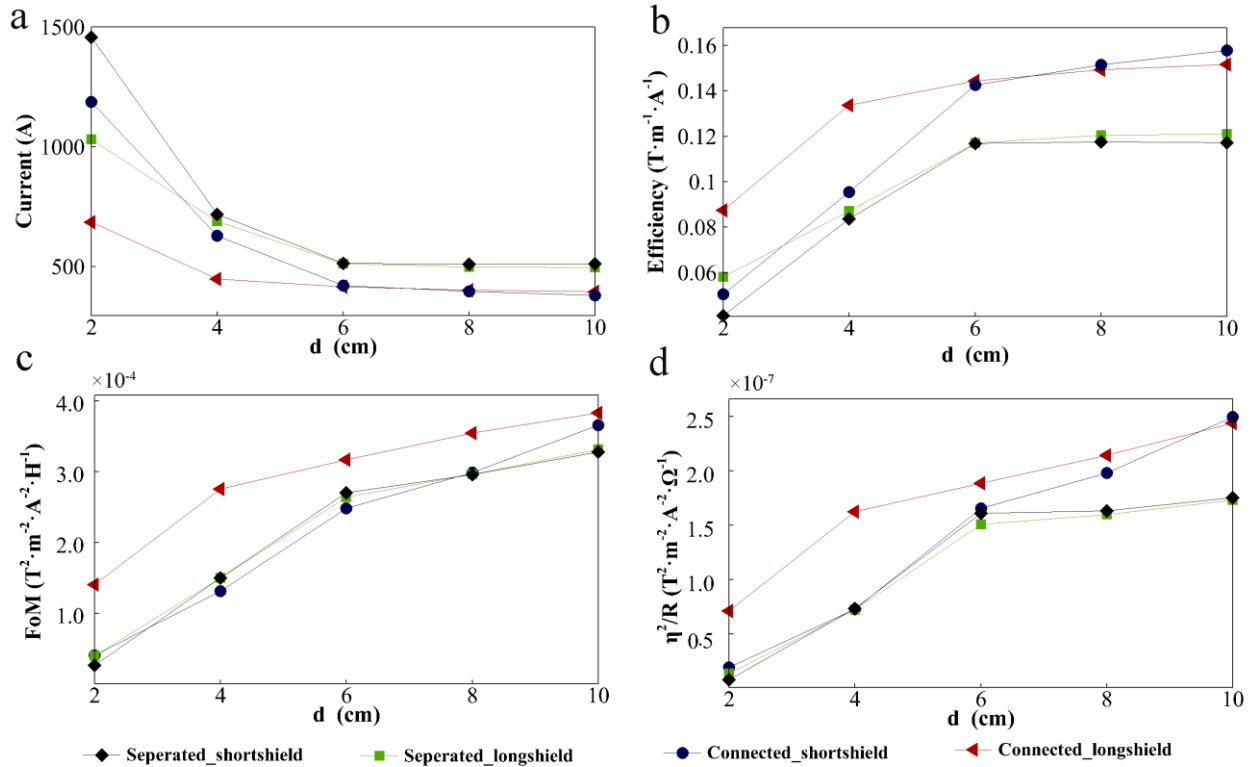 a
1500
1000
500
Current (A)
2 4 6 8 10
d (cm)
b
0.16
0.14
0.12
0.1
0.08
0.06
Efficiency (T·m⁻¹·A⁻¹)
2 4 6 8 10
d (cm)
c
×10⁻⁴
4.0
3.0
2.0
1.0
FoM (T²·m⁻²·A⁻²·H⁻¹)
2 4 6 8 10
d (cm)
d
×10⁻⁷
2.5
2.0
1.5
1.0
0.5
η²/R (T²·m⁻²·A⁻²·Ω⁻¹)
2 4 6 8 10
d (cm)
Seperated_shortshield Seperated_longshield Connected_shortshield Connected_longshield